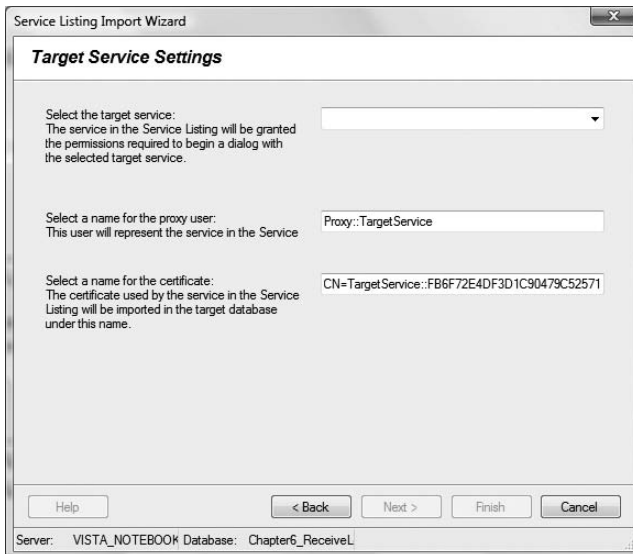 Service Listing Import Wizard
Target Service Settings
Select the target service:
The service in the Service Listing will be granted
the permissions required to begin a dialog with
the selected target service.
Select a name for the proxy user:
This user will represent the service in the Service
Proxy::TargetService
Select a name for the certificate:
The certificate used by the service in the Service
Listing will be imported in the target database
under this name.
CN=TargetService::FB6F72E4DF3D1C90479C52571
Help
< Back
Next >
Finish
Cancel
Server: VISTA_NOTEBOOK Database: Chapter6_ReceiveL